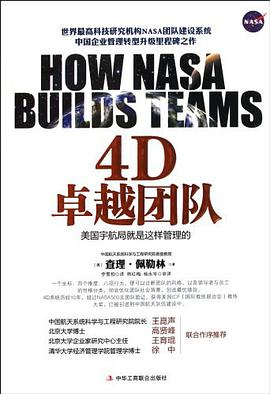 NASA
世界最高科技研究机构NASA团队建设系统
中国企业管理转型升级里程碑之作
HOW NASA
BUILDS TEAMS
4D
卓越团队
美国宇航局就是这样管理的
查理·佩勒林 著
中国航天系统科学与工程研究院院长 王崑声
北京大学博士 高贤峰
北京大学企业家研究中心主任 王育琨
清华大学经济管理学院管理学博士 徐中
联合作序推荐
中华工商联合出版社